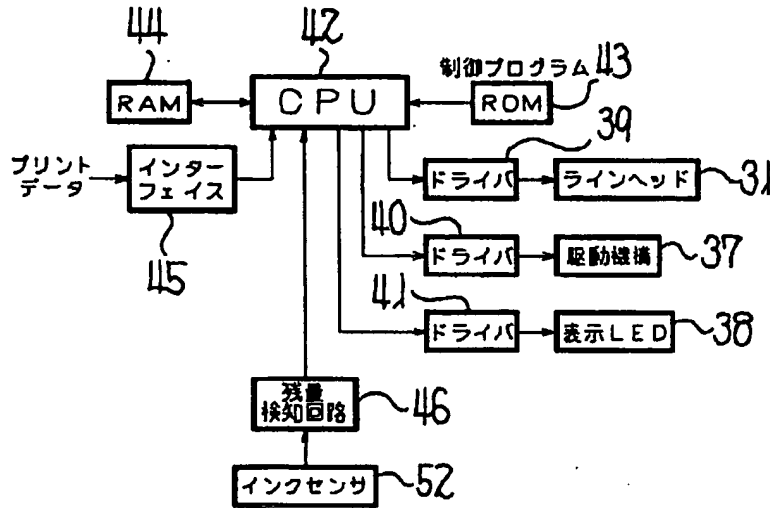 44
42
制御プログラム 43
RAM
CPU
ROM
39
プリント
データ
インター
フェイス
ドライバ
ラインヘッド
31
40
45
ドライバ
駆動機構
37
41
ドライバ
表示LED
38
残量
検知回路
46
インクセンサ
52